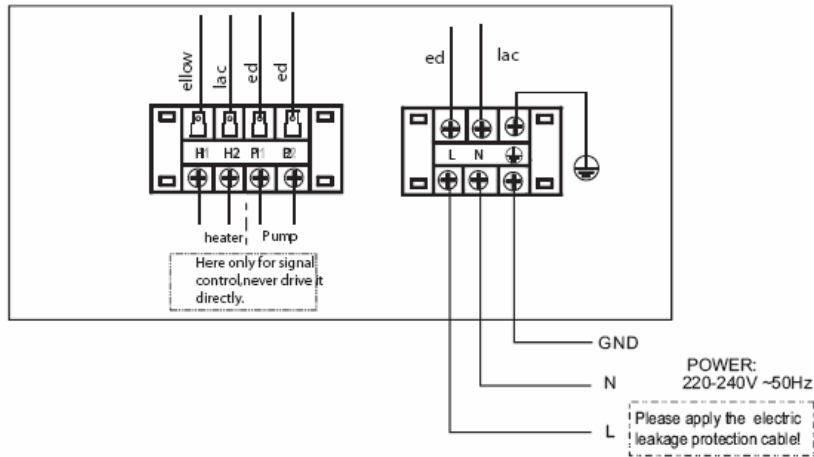 ellow
lac
ed
ed
ed
lac
H1 H2 P1 P2
L N
heater Pump
Here only for signal
control,never drive it
directly.
GND
N
L
POWER:
220-240V ~50Hz
Please apply the electric
leakage protection cable!